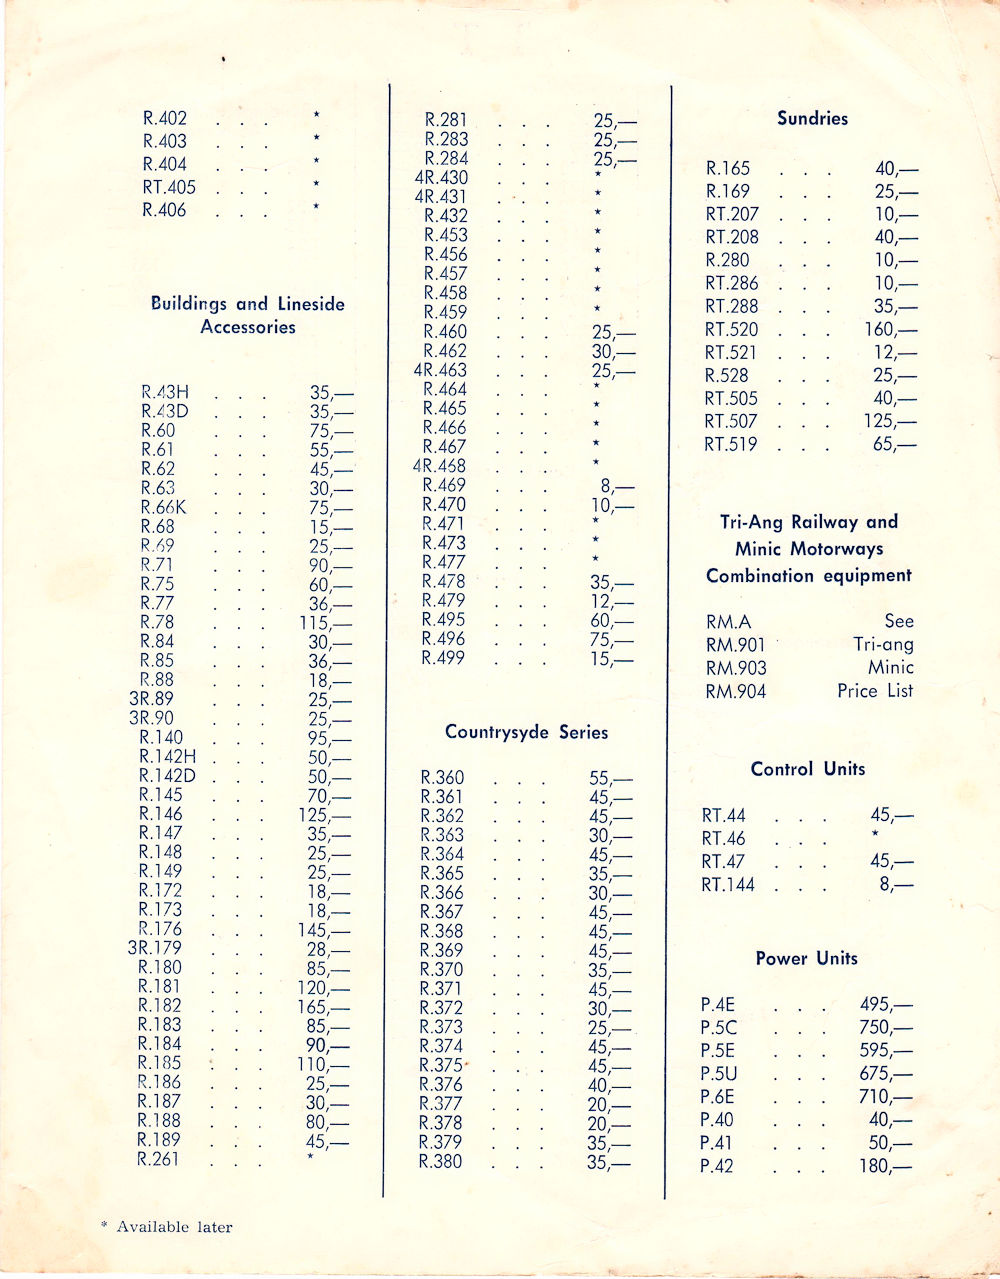 R.402 . . . *
R.403 . . . *
R.404 . . . *
RT.405 . . . *
R.406 . . . *
Buildings and Lineside
Accessories
R.43H . . . 35,—
R.43D . . . 35,—
R.60 . . . 75,—
R.61 . . . 55,—
R.62 . . . 45,—
R.63 . . . 30,—
R.66K . . . 75,—
R.68 . . . 15,—
R.69 . . . 25,—
R.71 . . . 90,—
R.75 . . . 60,—
R.77 . . . 36,—
R.78 . . . 115,—
R.84 . . . 30,—
R.85 . . . 36,—
R.88 . . . 18,—
3R.89 . . . 25,—
3R.90 . . . 25,—
R.140 . . . 95,—
R.142H . . . 50,—
R.142D . . . 50,—
R.145 . . . 70,—
R.146 . . . 125,—
R.147 . . . 35,—
R.148 . . . 25,—
R.149 . . . 25,—
R.172 . . . 18,—
R.173 . . . 18,—
R.176 . . . 145,—
3R.179 . . . 28,—
R.180 . . . 85,—
R.181 . . . 120,—
R.182 . . . 165,—
R.183 . . . 85,—
R.184 . . . 90,—
R.185 . . . 110,—
R.186 . . . 25,—
R.187 . . . 30,—
R.188 . . . 80,—
R.189 . . . 45,—
R.261 . . . *
* Available later
R.281 . . . 25,—
R.283 . . . 25,—
R.284 . . . 25,—
4R.430 . . . *
4R.431 . . . *
R.432 . . . *
R.453 . . . *
R.456 . . . *
R.457 . . . *
R.458 . . . *
R.459 . . . *
R.460 . . . 25,—
R.462 . . . 30,—
4R.463 . . . 25,—
R.464 . . . *
R.465 . . . *
R.466 . . . *
R.467 . . . *
4R.468 . . . *
R.469 . . . 8,—
R.470 . . . 10,—
R.471 . . . *
R.473 . . . *
R.477 . . . *
R.478 . . . 35,—
R.479 . . . 12,—
R.495 . . . 60,—
R.496 . . . 75,—
R.499 . . . 15,—
Countrysyde Series
R.360 . . . 55,—
R.361 . . . 45,—
R.362 . . . 45,—
R.363 . . . 30,—
R.364 . . . 45,—
R.365 . . . 35,—
R.366 . . . 30,—
R.367 . . . 45,—
R.368 . . . 45,—
R.369 . . . 45,—
R.370 . . . 35,—
R.371 . . . 45,—
R.372 . . . 30,—
R.373 . . . 25,—
R.374 . . . 45,—
R.375 . . . 45,—
R.376 . . . 40,—
R.377 . . . 20,—
R.378 . . . 20,—
R.379 . . . 35,—
R.380 . . . 35,—
Sundries
R.165 . . . 40,—
R.169 . . . 25,—
RT.207 . . . 10,—
RT.208 . . . 40,—
R.280 . . . 10,—
RT.286 . . . 10,—
RT.288 . . . 35,—
RT.520 . . . 160,—
RT.521 . . . 12,—
R.528 . . . 25,—
RT.505 . . . 40,—
RT.507 . . . 125,—
RT.519 . . . 65,—
Tri-Ang Railway and
Minic Motorways
Combination equipment
RM.A See
RM.901 Tri-ang
RM.903 Minic
RM.904 Price List
Control Units
RT.44 . . . 45,—
RT.46 . . . *
RT.47 . . . 45,—
RT.144 . . . 8,—
Power Units
P.4E . . . 495,—
P.5C . . . 750,—
P.5E . . . 595,—
P.5U . . . 675,—
P.6E . . . 710,—
P.40 . . . 40,—
P.41 . . . 50,—
P.42 . . . 180,—